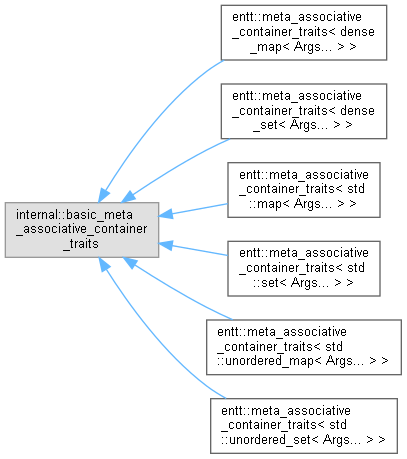 entt::meta_associative
_container_traits< dense
_map< Args... > >
entt::meta_associative
_container_traits< dense
_set< Args... > >
entt::meta_associative
_container_traits< std
::map< Args... > >
internal::basic_meta
_associative_container
_traits
entt::meta_associative
_container_traits< std
::set< Args... > >
entt::meta_associative
_container_traits< std
::unordered_map< Args... > >
entt::meta_associative
_container_traits< std
::unordered_set< Args... > >